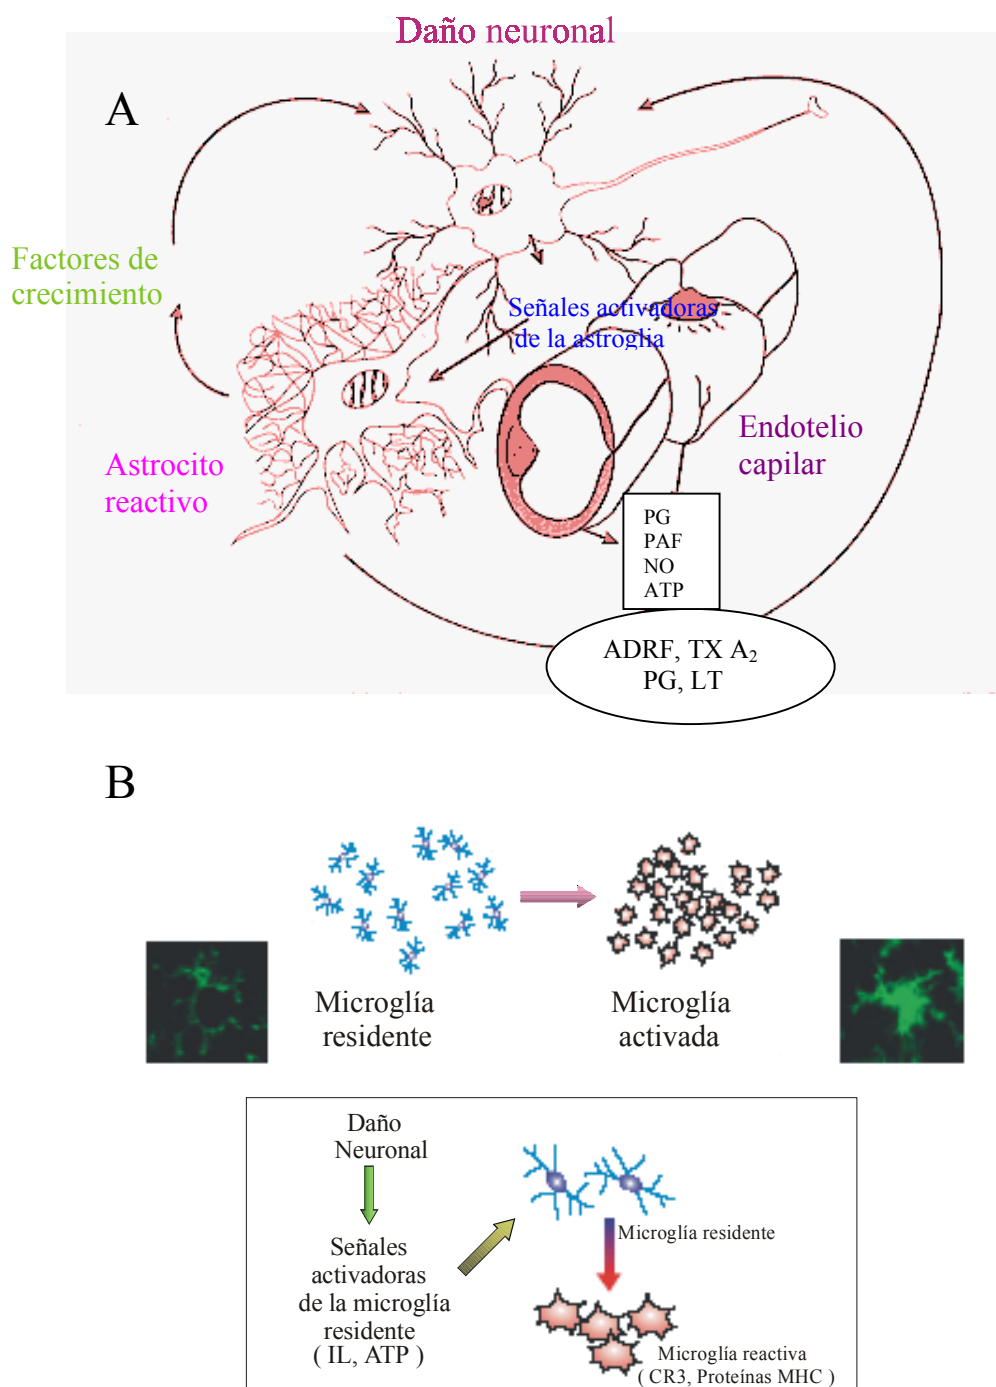 Daño neuronal
A
Factores de
crecimiento
Señales activadoras
de la astroglia
Astrocito
reactivo
Endotelio
capilar
PG
PAF
NO
ATP
ADRF, TX A₂
PG, LT
B
Microglía
residente
Microglía
activada
Daño
Neuronal
Señales
activadoras
de la microglía
residente
( IL, ATP )
Microglía residente
Microglía reactiva
( CR3, Proteínas MHC )